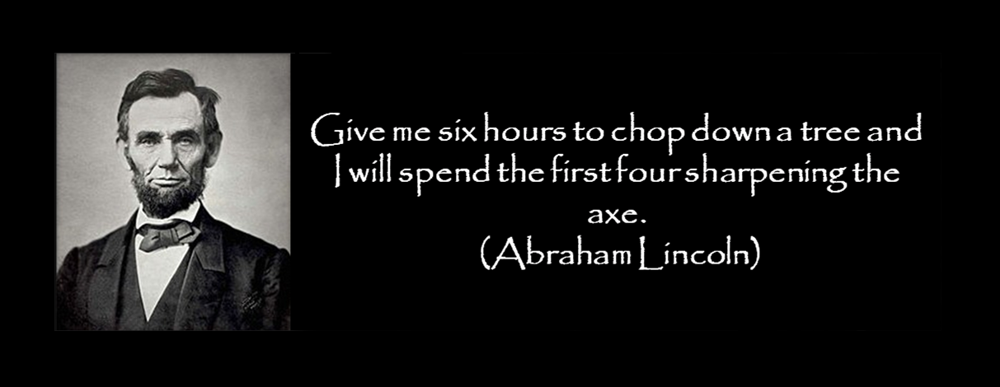 Give me six hours to chop down a tree and
I will spend the first four sharpening the
axe.
(Abraham Lincoln)